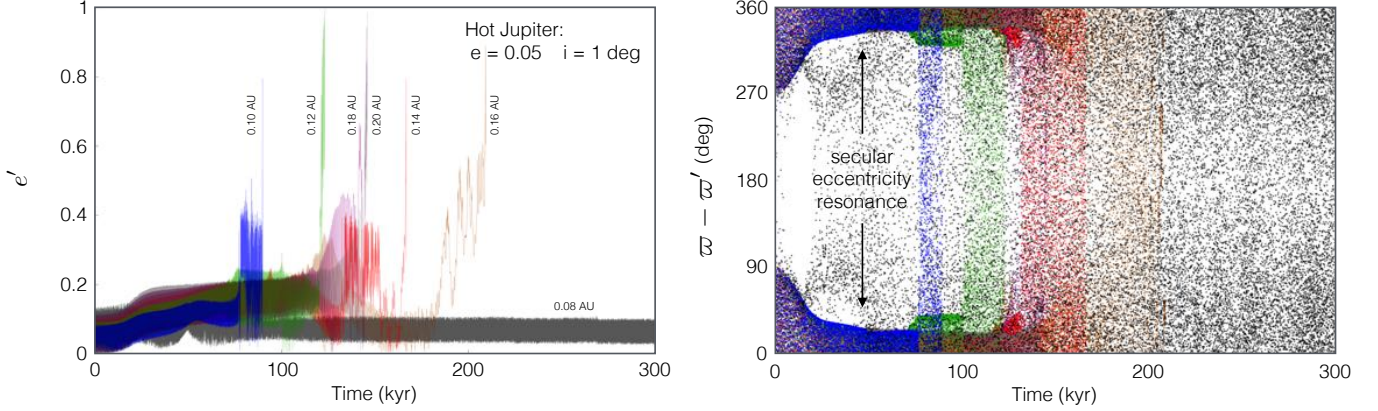 1
0.8
0.6
0.4
0.2
0
e′
0
100
200
300
Time (kyr)
Hot Jupiter:
e = 0.05 i = 1 deg
0.10 AU
0.12 AU
0.18 AU
0.20 AU
0.14 AU
0.16 AU
0.08 AU
360
270
180
90
0
ϖ − ϖ′ (deg)
0
100
200
300
Time (kyr)
secular
eccentricity
resonance